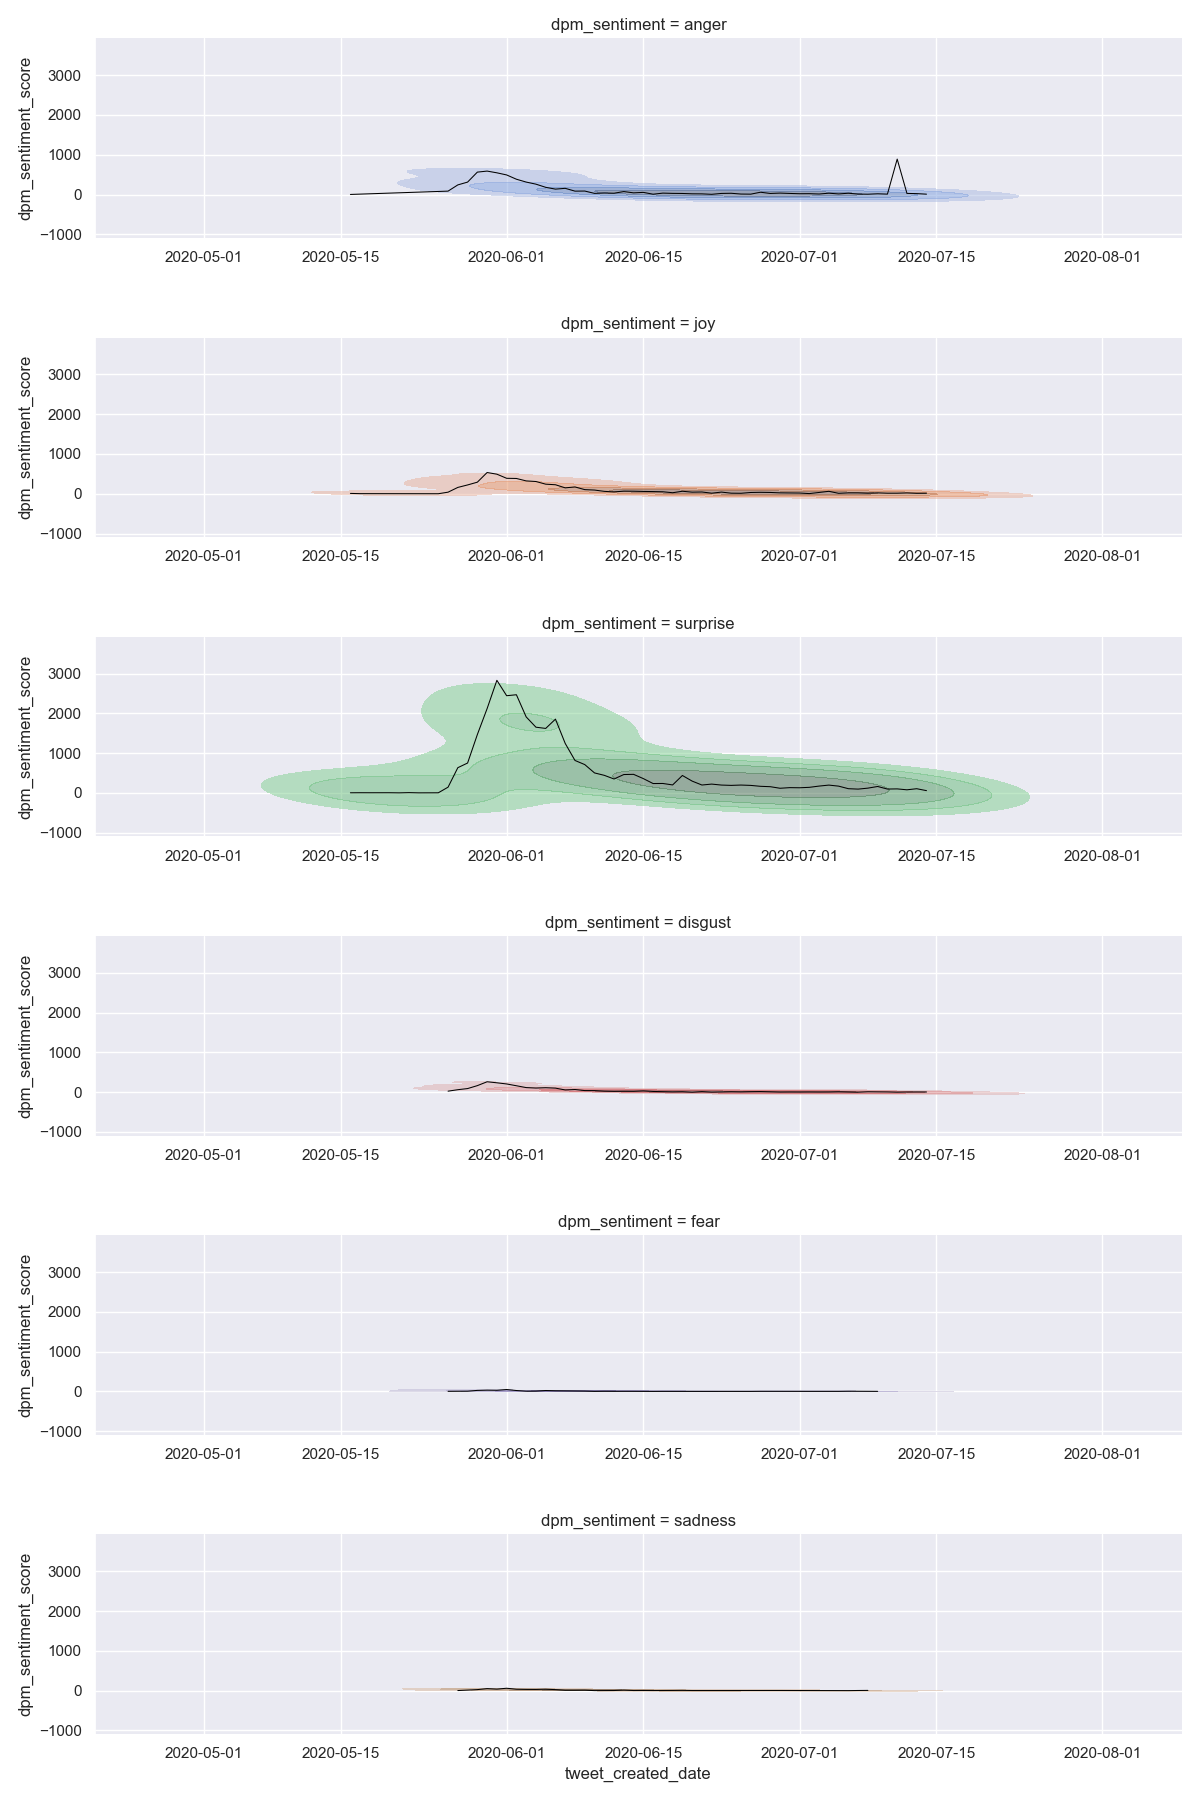 dpm_sentiment = anger
dpm_sentiment_score
3000
2000
1000
0
−1000
2020-05-01 2020-05-15 2020-06-01 2020-06-15 2020-07-01 2020-07-15 2020-08-01
dpm_sentiment = joy
dpm_sentiment_score
3000
2000
1000
0
−1000
2020-05-01 2020-05-15 2020-06-01 2020-06-15 2020-07-01 2020-07-15 2020-08-01
dpm_sentiment = surprise
dpm_sentiment_score
3000
2000
1000
0
−1000
2020-05-01 2020-05-15 2020-06-01 2020-06-15 2020-07-01 2020-07-15 2020-08-01
dpm_sentiment = disgust
dpm_sentiment_score
3000
2000
1000
0
−1000
2020-05-01 2020-05-15 2020-06-01 2020-06-15 2020-07-01 2020-07-15 2020-08-01
dpm_sentiment = fear
dpm_sentiment_score
3000
2000
1000
0
−1000
2020-05-01 2020-05-15 2020-06-01 2020-06-15 2020-07-01 2020-07-15 2020-08-01
dpm_sentiment = sadness
dpm_sentiment_score
3000
2000
1000
0
−1000
2020-05-01 2020-05-15 2020-06-01 2020-06-15 2020-07-01 2020-07-15 2020-08-01
tweet_created_date